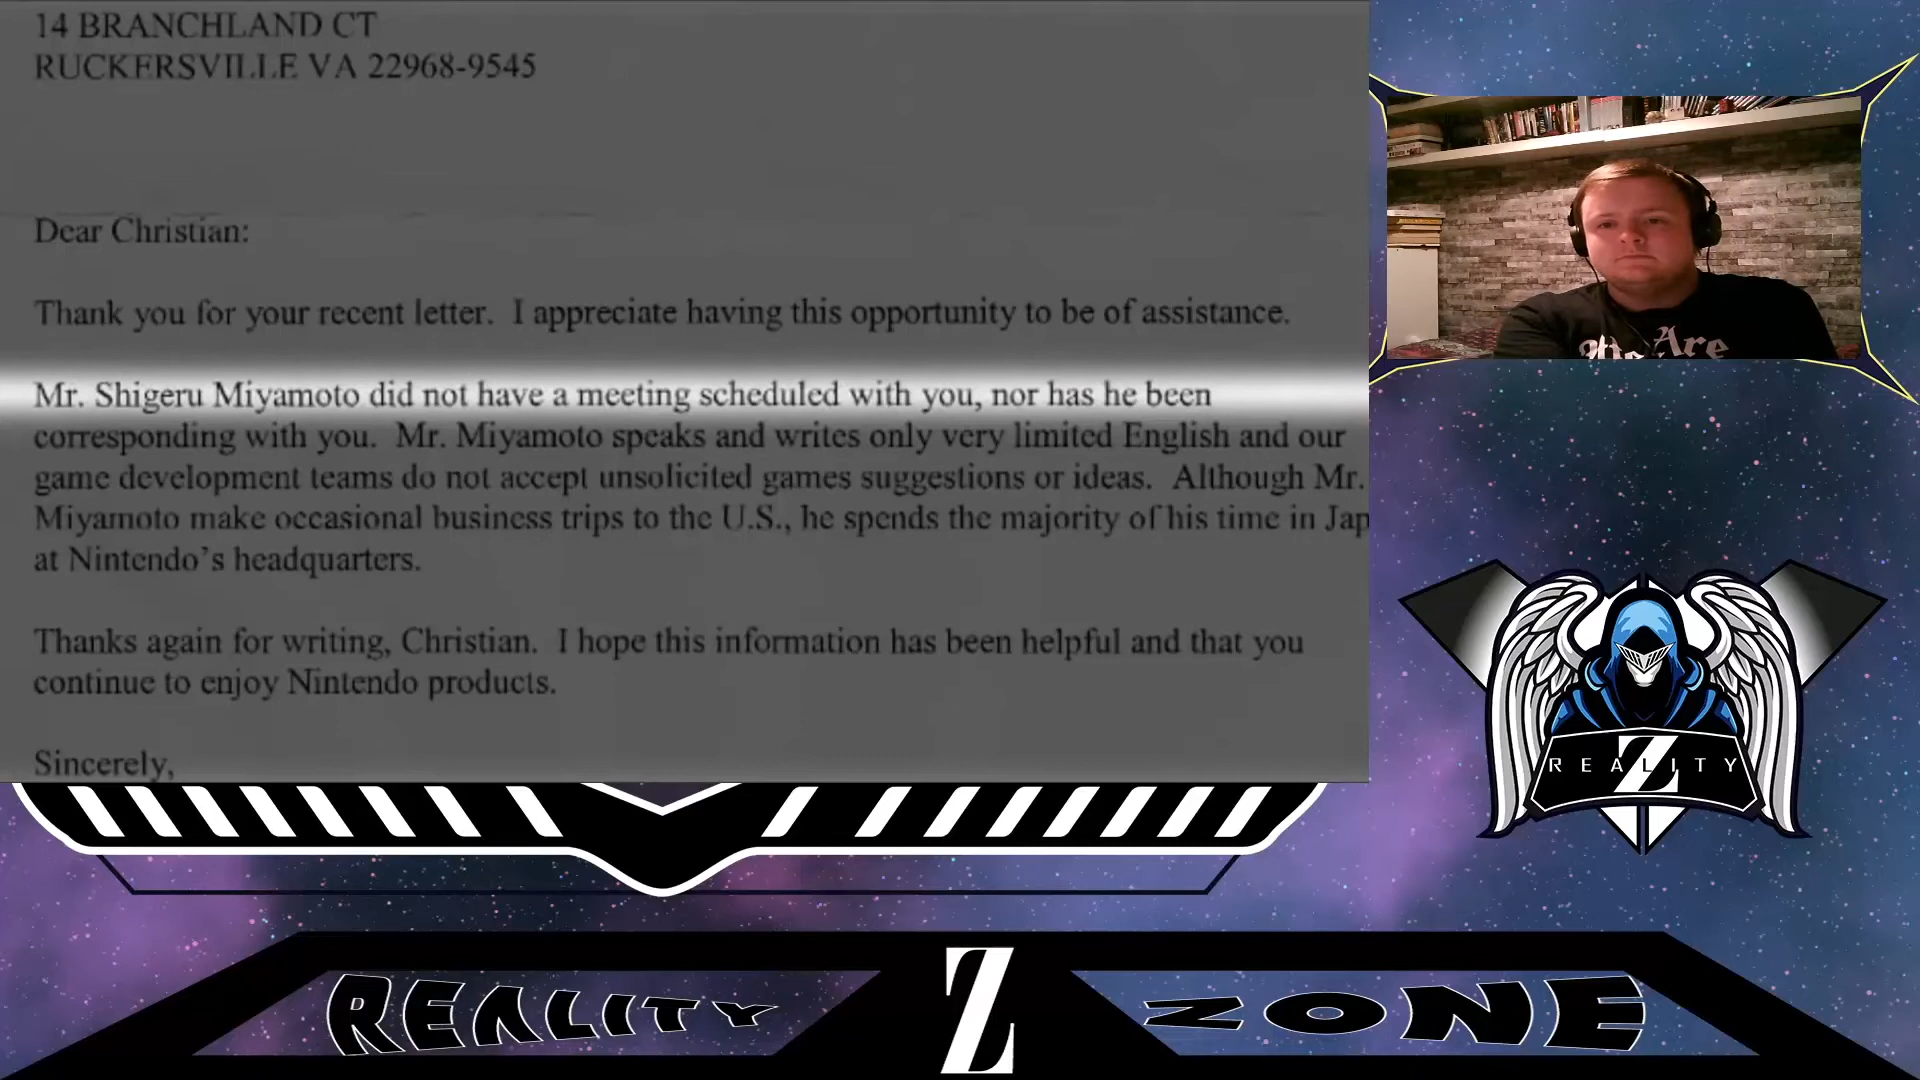 14 BRANCHLAND CT
RUCKERSVILLE VA 22968-9545
Dear Christian:
Thank you for your recent letter. I appreciate having this opportunity to be of assistance.
Mr. Shigeru Miyamoto did not have a meeting scheduled with you, nor has he been
corresponding with you. Mr. Miyamoto speaks and writes only very limited English and our
game development teams do not accept unsolicited games suggestions or ideas. Although Mr.
Miyamoto make occasional business trips to the U.S., he spends the majority of his time in Jap
at Nintendo's headquarters.
Thanks again for writing, Christian. I hope this information has been helpful and that you
continue to enjoy Nintendo products.
Sincerely,
We Are
REALITY
Z
REALITY Z ZONE